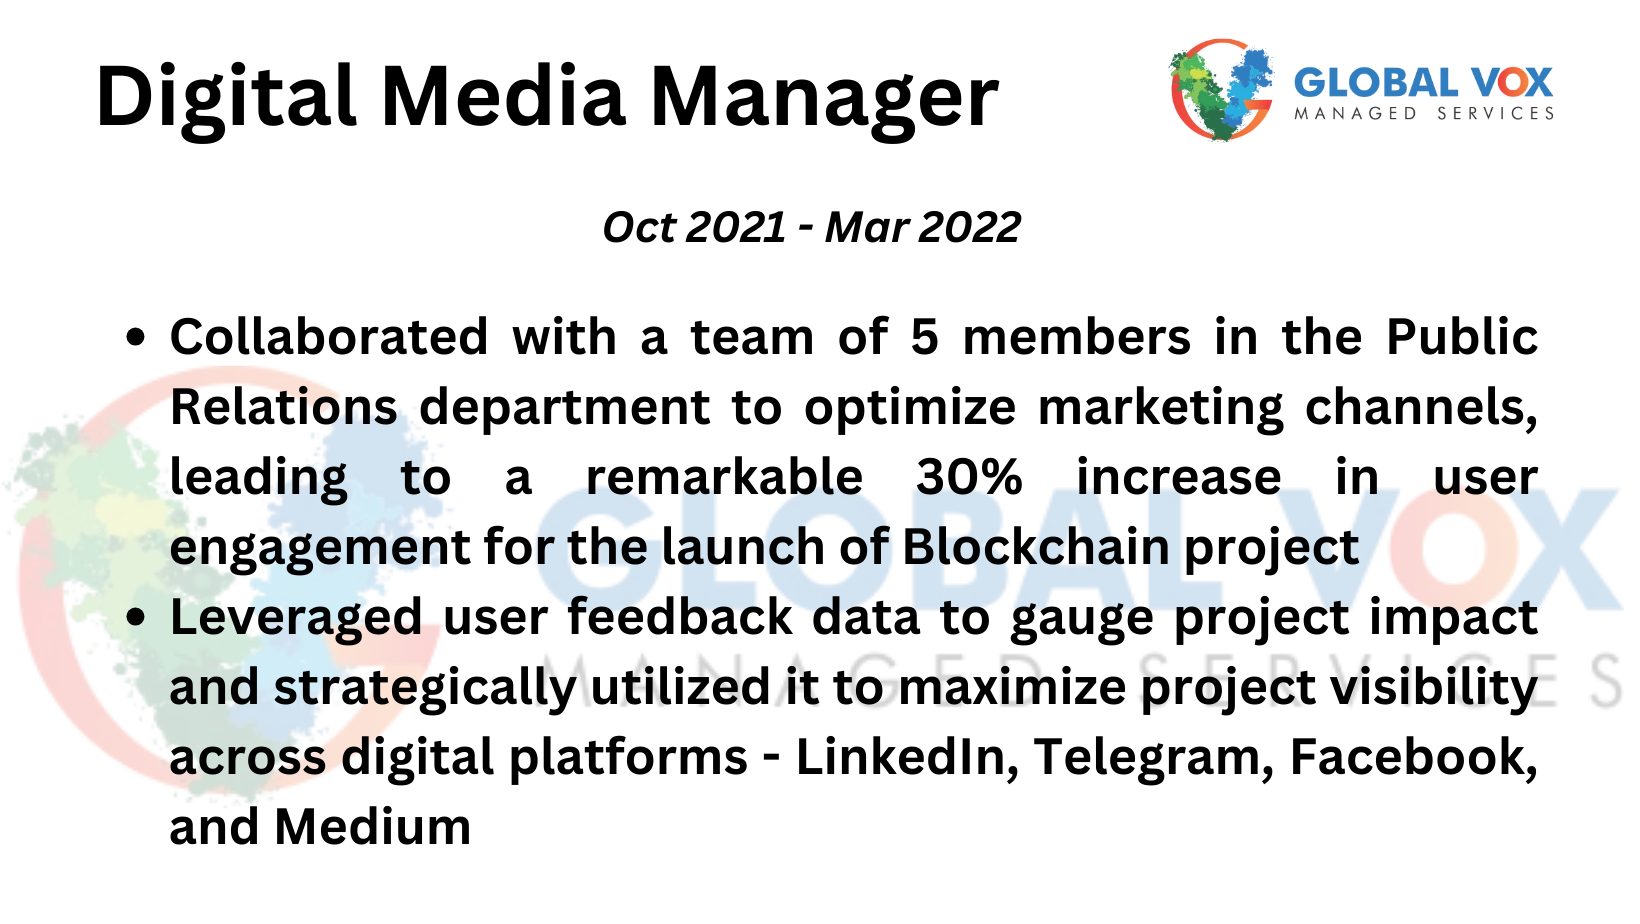 Digital Media Manager
GLOBAL VOX
MANAGED SERVICES
Oct 2021 - Mar 2022
• Collaborated with a team of 5 members in the Public
Relations department to optimize marketing channels,
leading to a remarkable 30% increase in user
engagement for the launch of Blockchain project
• Leveraged user feedback data to gauge project impact
and strategically utilized it to maximize project visibility
across digital platforms - LinkedIn, Telegram, Facebook,
and Medium
GLOBAL VOX
MANAGED SERVICES